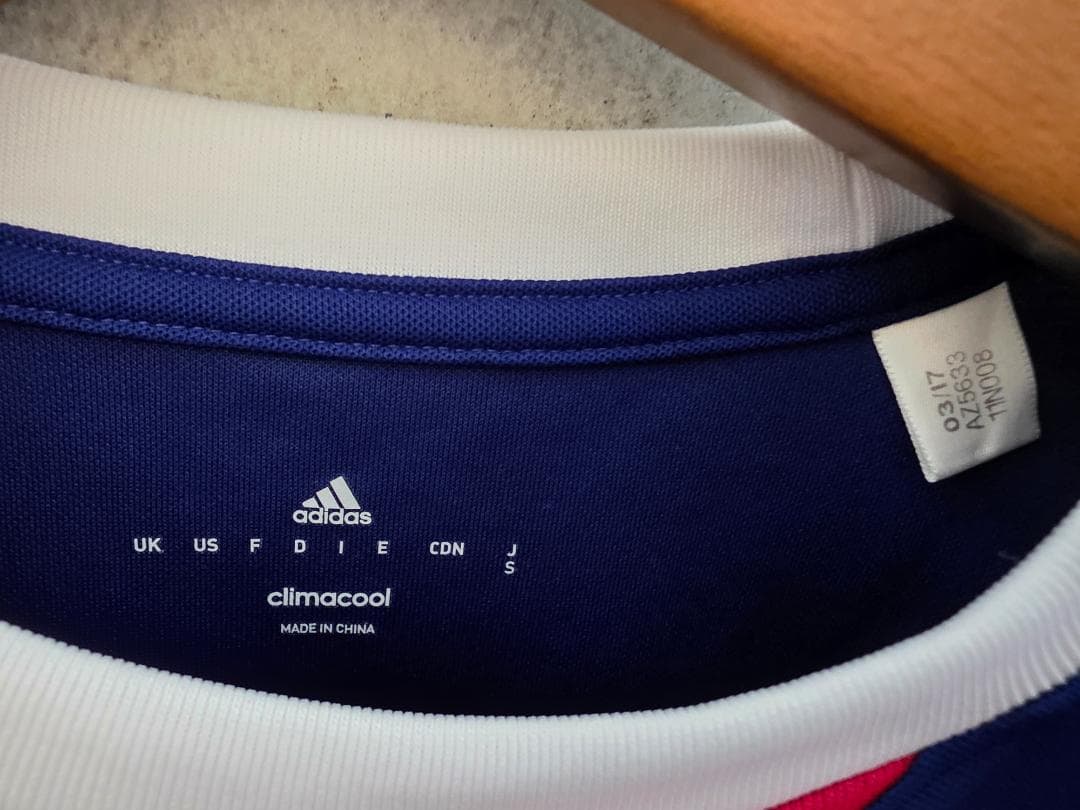 adidas
UK US F D I E CDN J
S
climacool
MADE IN CHINA
03/17
AZ5633
11N008